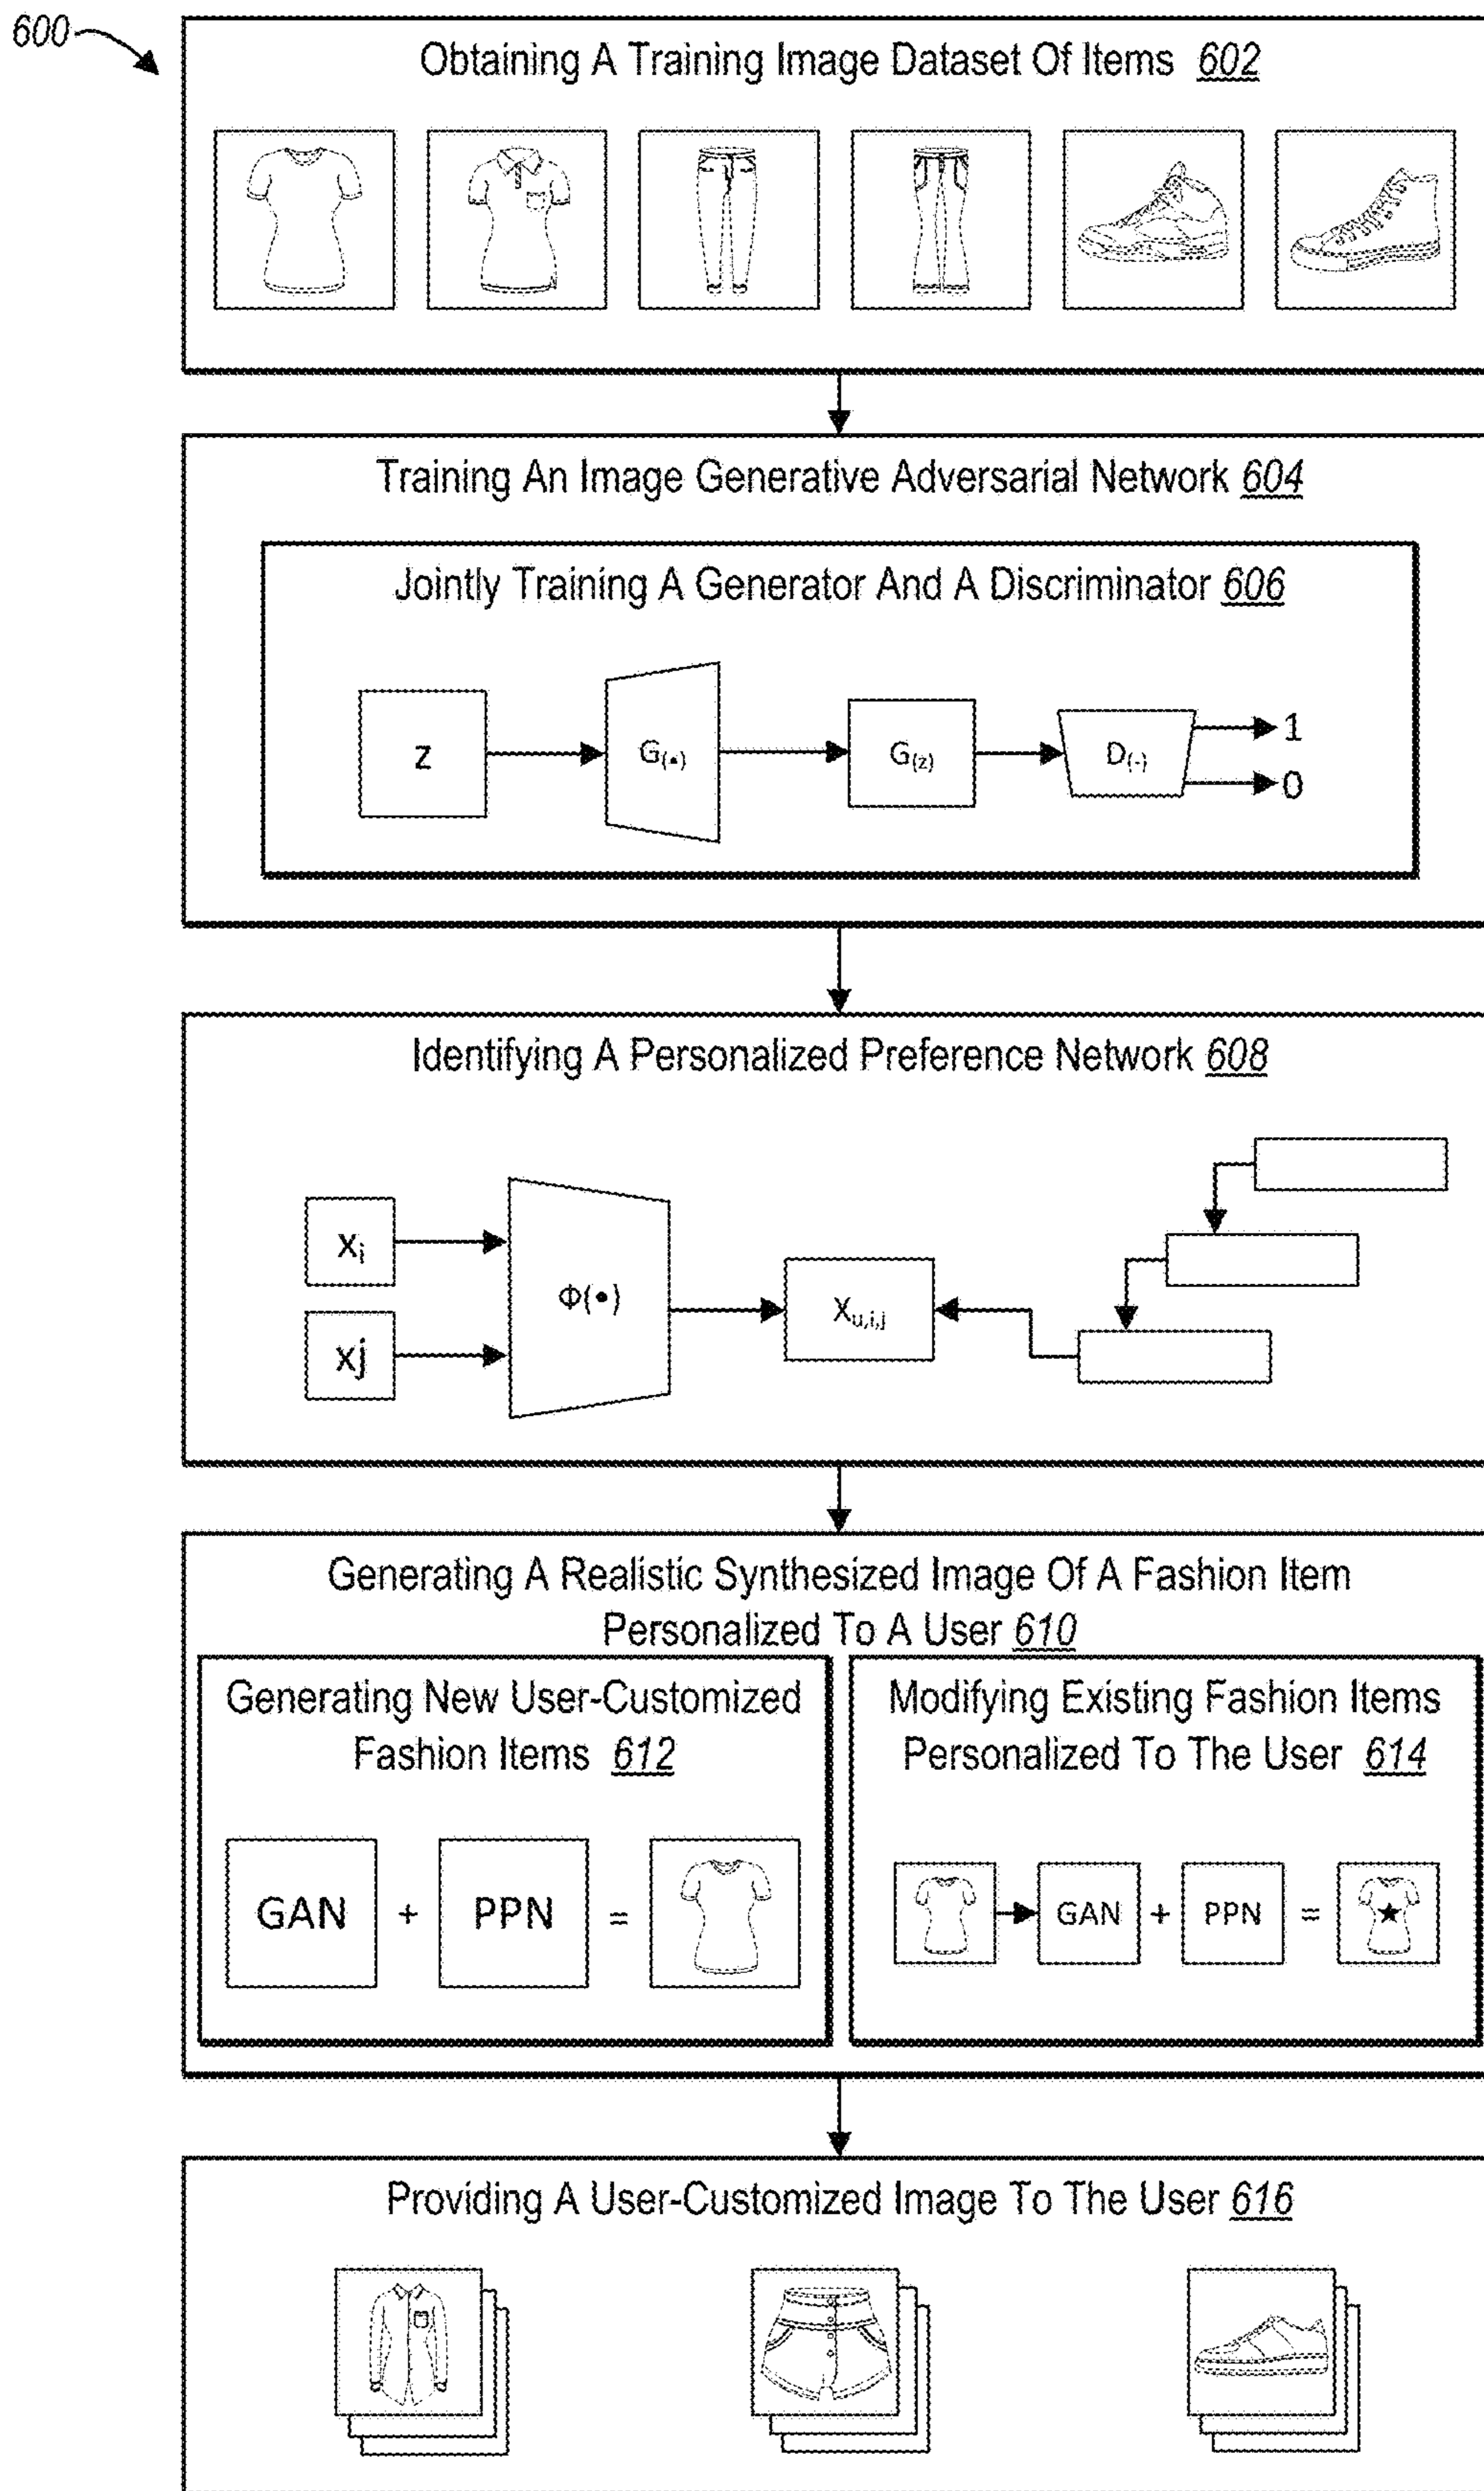 600
Obtaining A Training Image Dataset Of Items 602
Training An Image Generative Adversarial Network 604
Jointly Training A Generator And A Discriminator 606
z
G(•)
G(z)
D(-)
1
0
Identifying A Personalized Preference Network 608
xi
xj
Φ(•)
Xu,i,j
Generating A Realistic Synthesized Image Of A Fashion Item
Personalized To A User 610
Generating New User-Customized
Fashion Items 612
GAN + PPN =
Modifying Existing Fashion Items
Personalized To The User 614
GAN + PPN =
Providing A User-Customized Image To The User 616